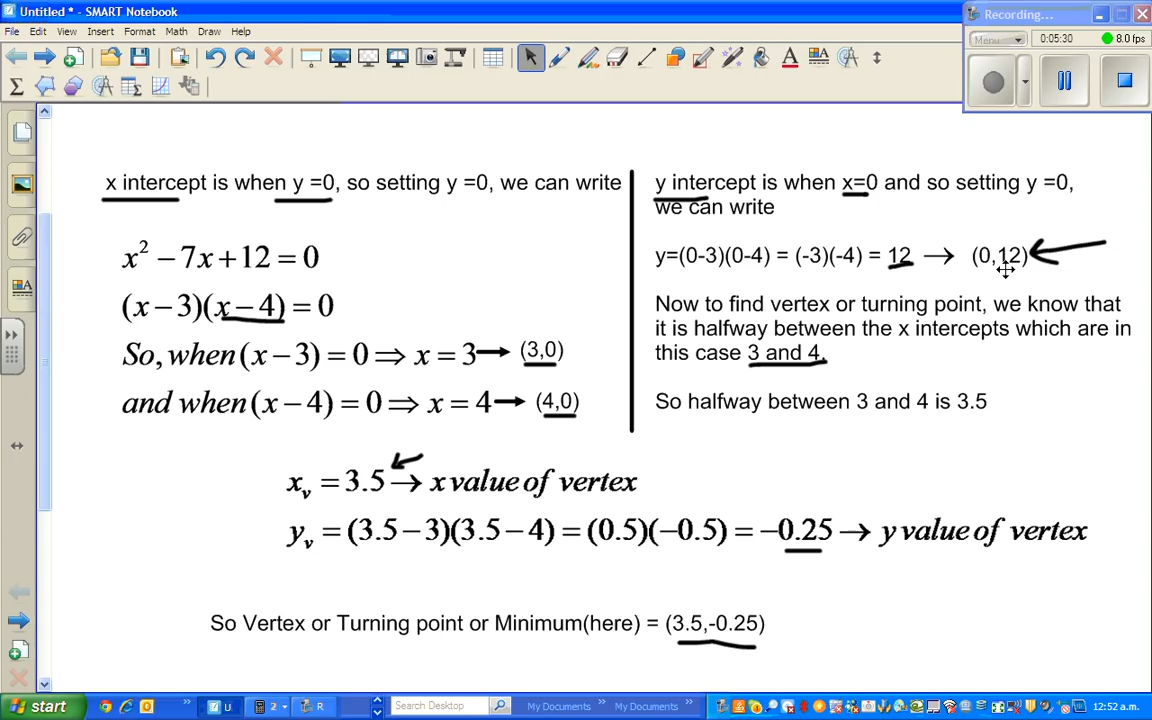 Untitled * - SMART Notebook
Recording...
File Edit View Insert Format Math Draw Help
Menu
0:05:30
8.0 fps
x intercept is when y =0, so setting y =0, we can write
x² − 7x + 12 = 0
(x − 3)(x − 4) = 0
So, when (x − 3) = 0 ⇒ x = 3 → (3,0)
and when (x − 4) = 0 ⇒ x = 4 → (4,0)
y intercept is when x=0 and so setting y =0,
we can write
y=(0-3)(0-4) = (-3)(-4) = 12 → (0,12)
Now to find vertex or turning point, we know that
it is halfway between the x intercepts which are in
this case 3 and 4.
So halfway between 3 and 4 is 3.5
xᵥ = 3.5 → x value of vertex
yᵥ = (3.5 − 3)(3.5 − 4) = (0.5)(−0.5) = −0.25 → y value of vertex
So Vertex or Turning point or Minimum(here) = (3.5,-0.25)
start
U
2
R
Search Desktop
My Documents
My Documents
12:52 a.m.